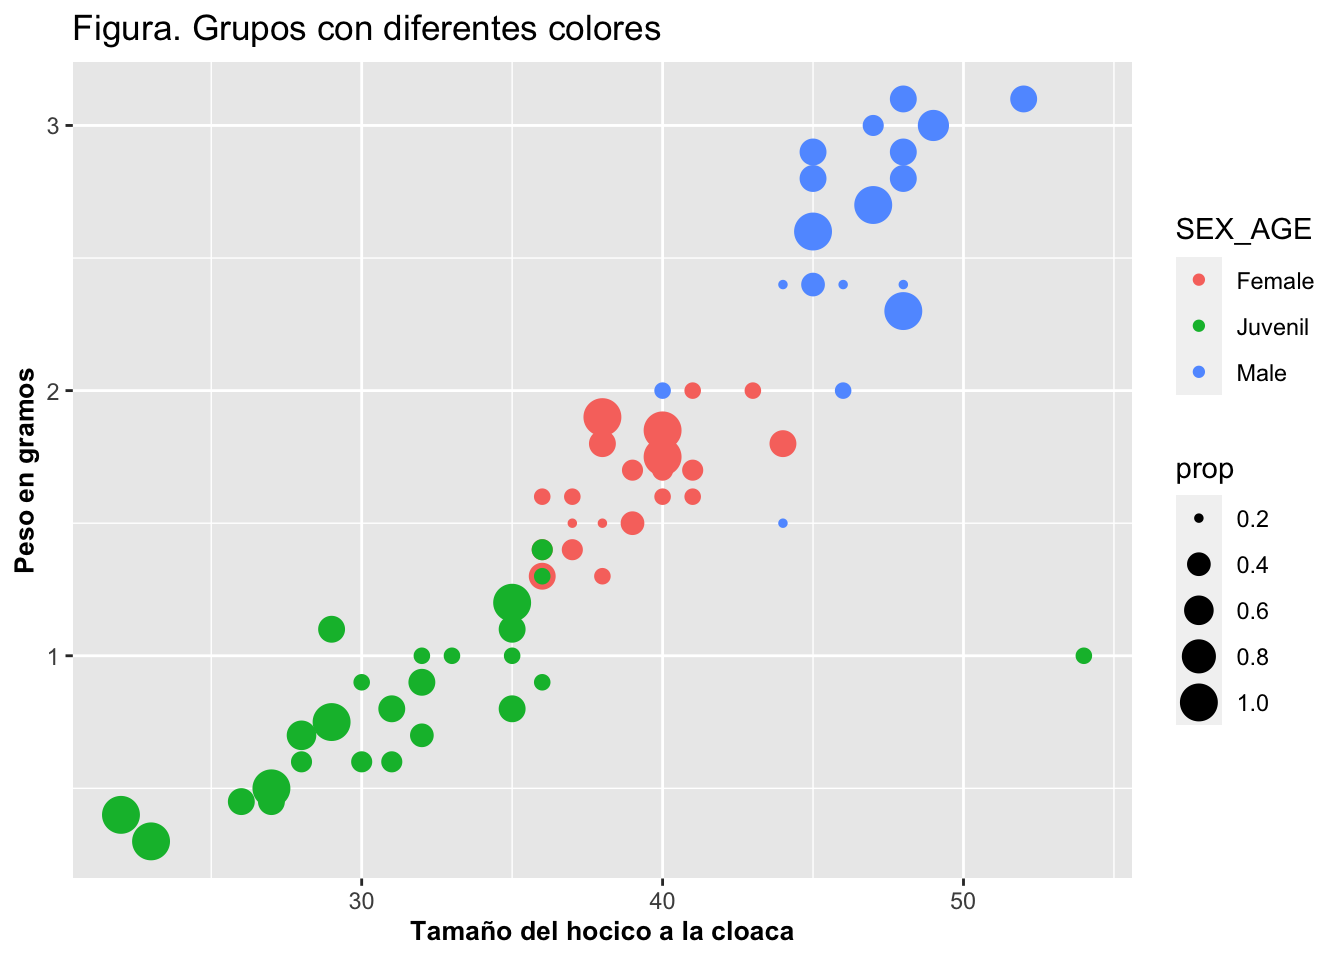 Figura. Grupos con diferentes colores
3
2
1
Peso en gramos
30
40
50
Tamaño del hocico a la cloaca
SEX_AGE
Female
Juvenil
Male
prop
0.2
0.4
0.6
0.8
1.0